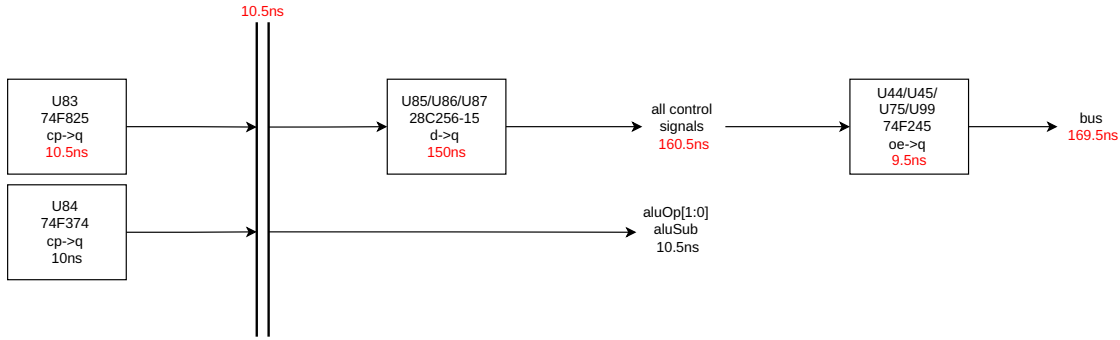 10.5ns
U83
74F825
cp->q
10.5ns
U85/U86/U87
28C256-15
d->q
150ns
all control
signals
160.5ns
U44/U45/
U75/U99
74F245
oe->q
9.5ns
bus
169.5ns
U84
74F374
cp->q
10ns
aluOp[1:0]
aluSub
10.5ns